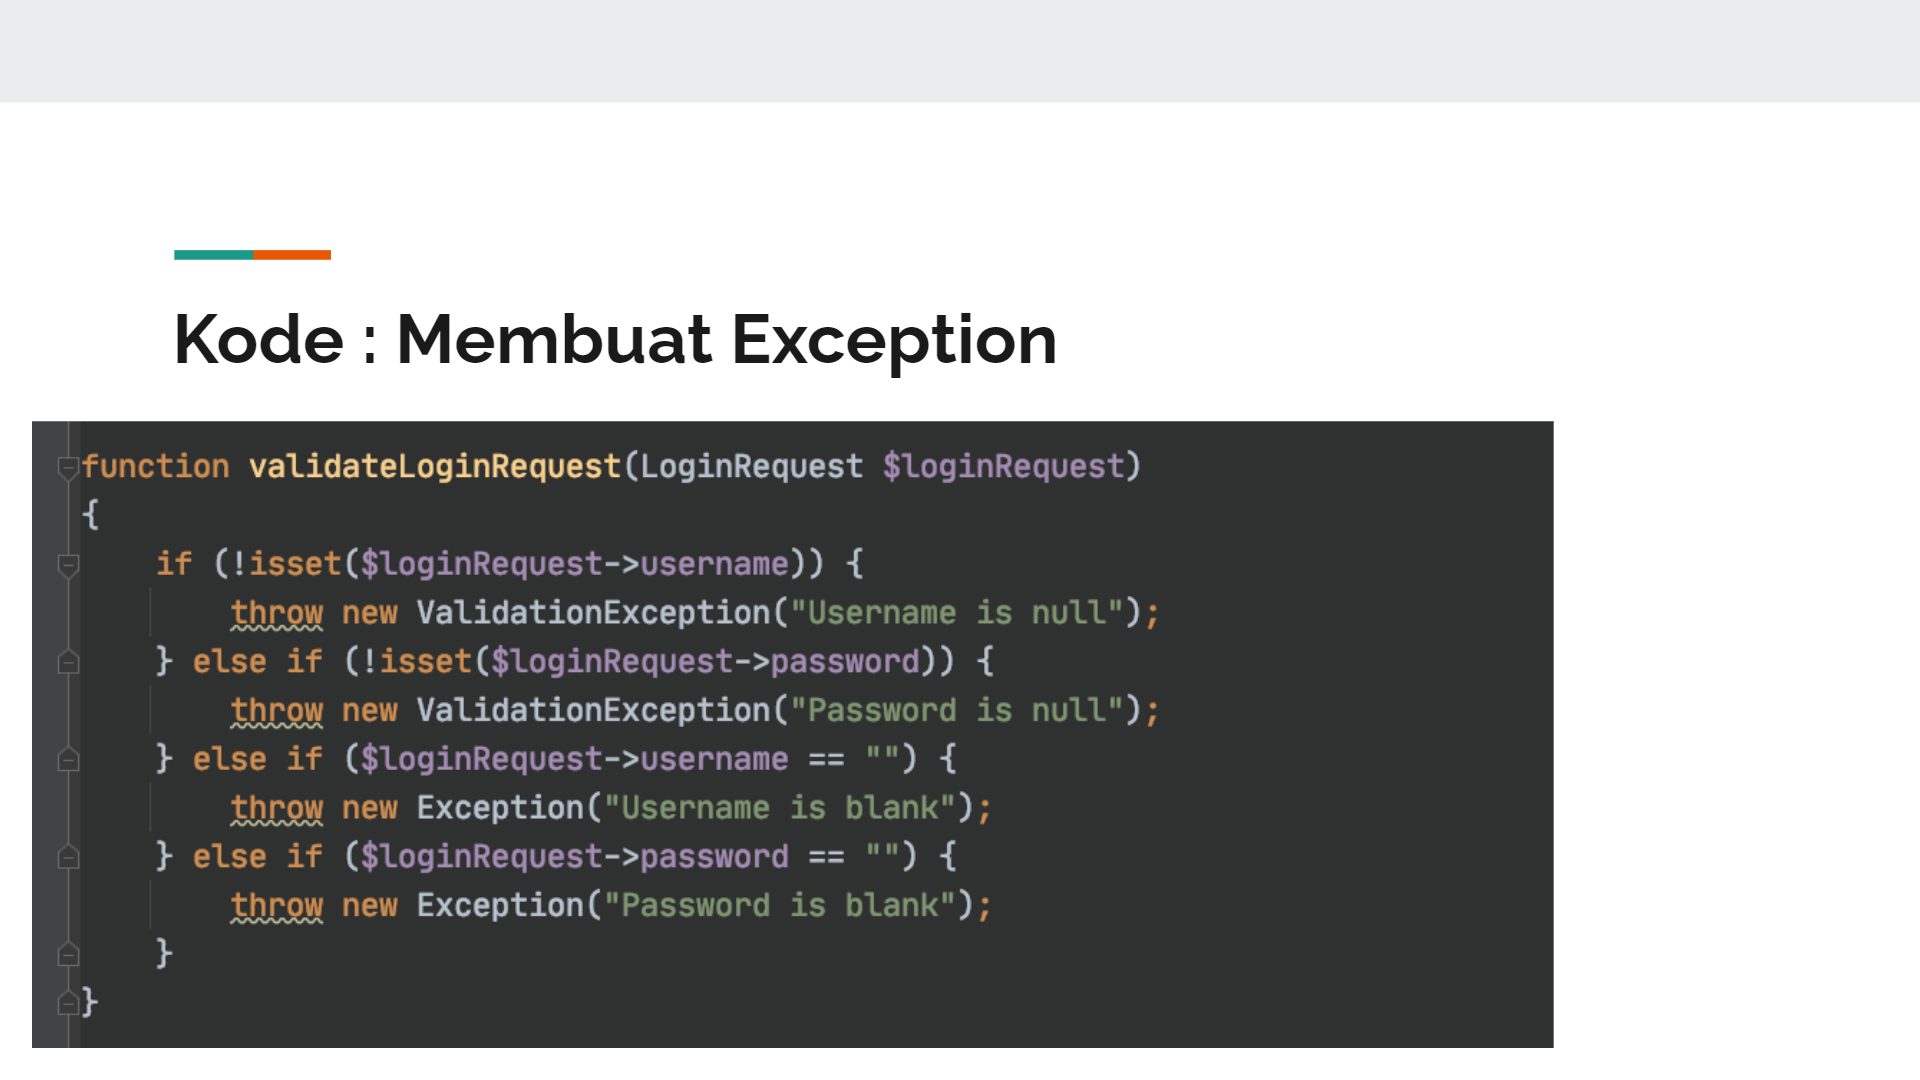 Kode : Membuat Exception
function validateLoginRequest(LoginRequest $loginRequest)
{
    if (!isset($loginRequest->username)) {
        throw new ValidationException("Username is null");
    } else if (!isset($loginRequest->password)) {
        throw new ValidationException("Password is null");
    } else if ($loginRequest->username == "") {
        throw new Exception("Username is blank");
    } else if ($loginRequest->password == "") {
        throw new Exception("Password is blank");
    }
}